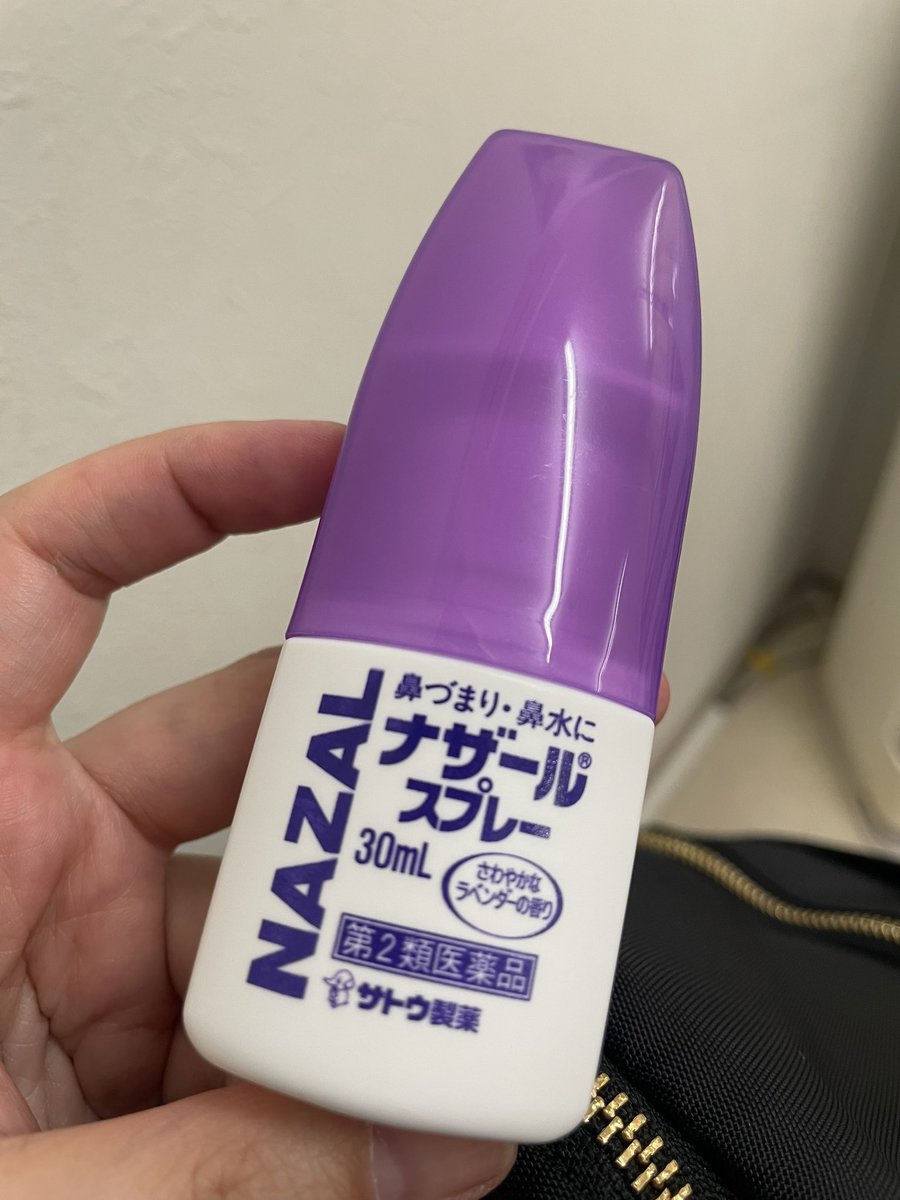 NAZAL
鼻づまり・鼻水に
ナザール®
スプレー
30mL
さわやかな
ラベンダーの香り
第2類医薬品
サトウ製薬